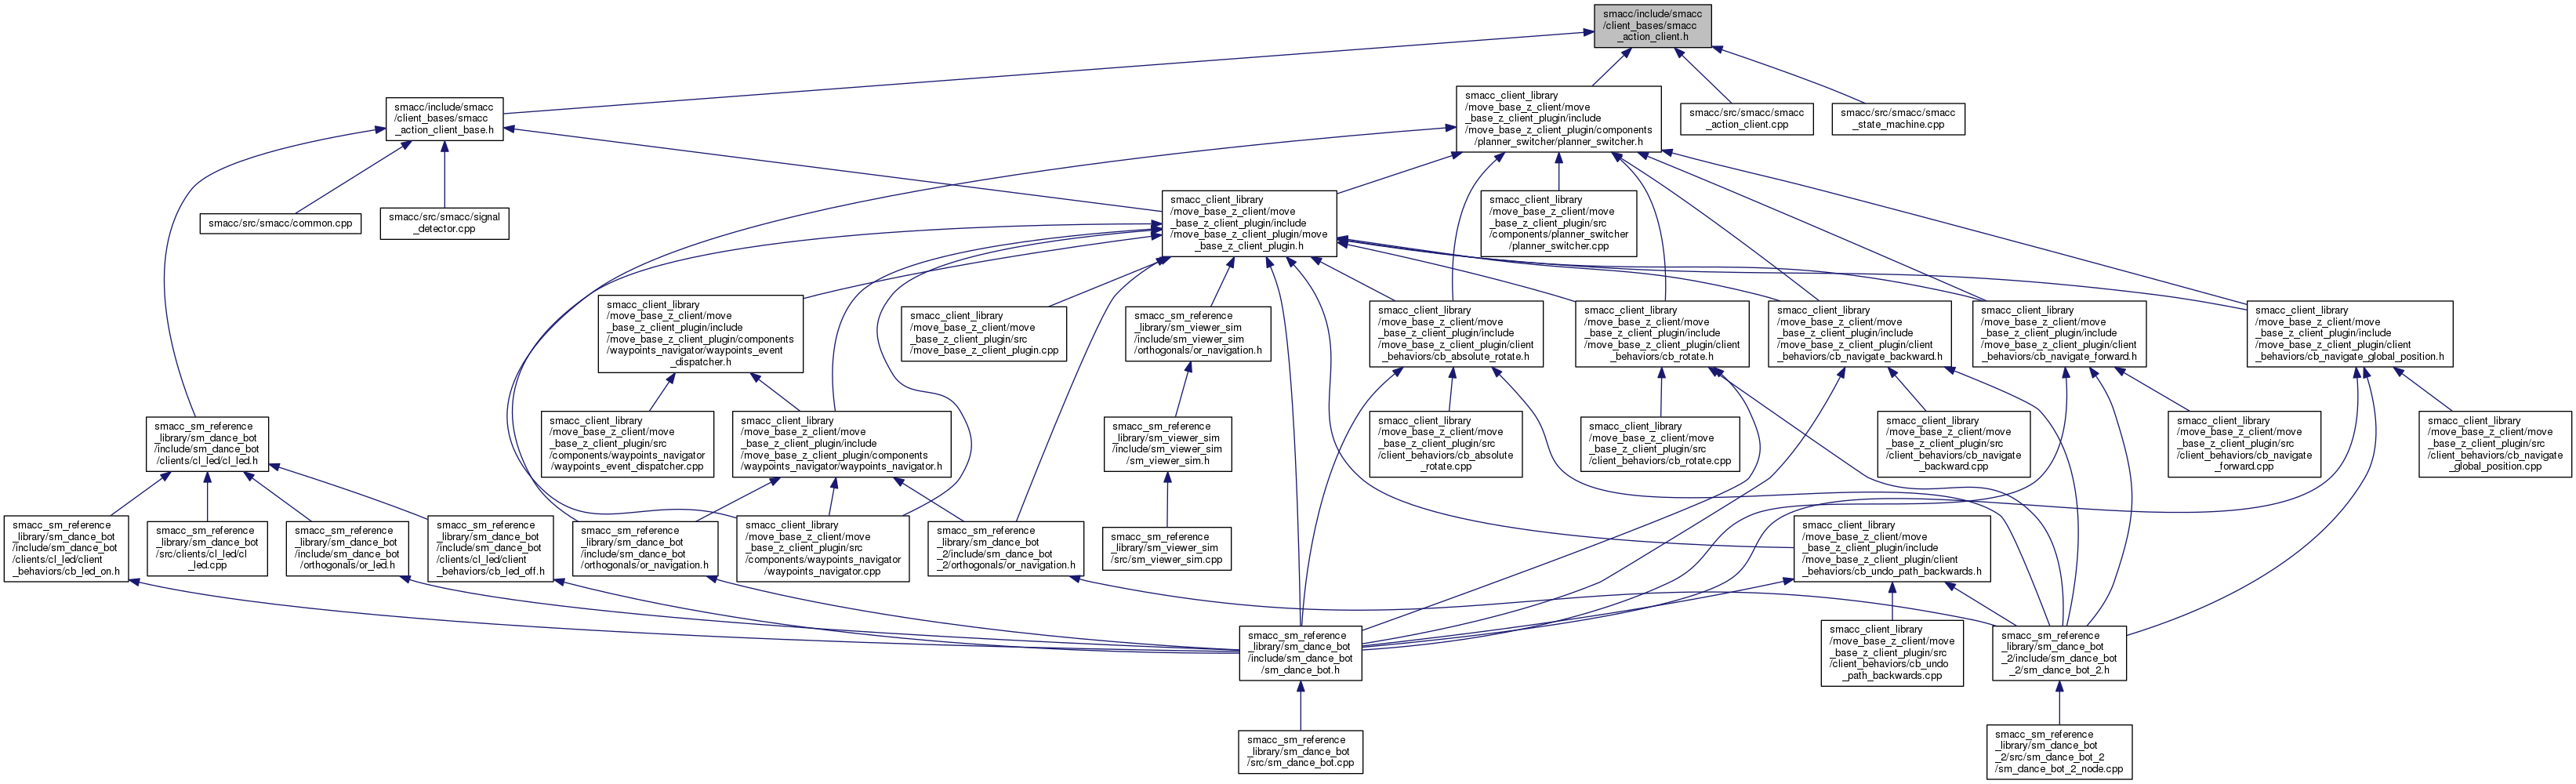 smacc/include/smacc
/client_bases/smacc
_action_client.h
smacc/include/smacc
/client_bases/smacc
_action_client_base.h
smacc_client_library
/move_base_z_client/move
_base_z_client_plugin/include
/move_base_z_client_plugin/components
/planner_switcher/planner_switcher.h
smacc/src/smacc/smacc
_action_client.cpp
smacc/src/smacc/smacc
_state_machine.cpp
smacc/src/smacc/common.cpp
smacc/src/smacc/signal
_detector.cpp
smacc_client_library
/move_base_z_client/move
_base_z_client_plugin/include
/move_base_z_client_plugin/move
_base_z_client_plugin.h
smacc_client_library
/move_base_z_client/move
_base_z_client_plugin/src
/components/planner_switcher
/planner_switcher.cpp
smacc_client_library
/move_base_z_client/move
_base_z_client_plugin/include
/move_base_z_client_plugin/components
/waypoints_navigator/waypoints_event
_dispatcher.h
smacc_client_library
/move_base_z_client/move
_base_z_client_plugin/src
/move_base_z_client_plugin.cpp
smacc_sm_reference
_library/sm_viewer_sim
/include/sm_viewer_sim
/orthogonals/or_navigation.h
smacc_client_library
/move_base_z_client/move
_base_z_client_plugin/include
/move_base_z_client_plugin/client
_behaviors/cb_absolute_rotate.h
smacc_client_library
/move_base_z_client/move
_base_z_client_plugin/include
/move_base_z_client_plugin/client
_behaviors/cb_rotate.h
smacc_client_library
/move_base_z_client/move
_base_z_client_plugin/include
/move_base_z_client_plugin/client
_behaviors/cb_navigate_backward.h
smacc_client_library
/move_base_z_client/move
_base_z_client_plugin/include
/move_base_z_client_plugin/client
_behaviors/cb_navigate_forward.h
smacc_client_library
/move_base_z_client/move
_base_z_client_plugin/include
/move_base_z_client_plugin/client
_behaviors/cb_navigate_global_position.h
smacc_sm_reference
_library/sm_dance_bot
/include/sm_dance_bot
/clients/cl_led/cl_led.h
smacc_client_library
/move_base_z_client/move
_base_z_client_plugin/src
/components/waypoints_navigator
/waypoints_event_dispatcher.cpp
smacc_client_library
/move_base_z_client/move
_base_z_client_plugin/include
/move_base_z_client_plugin/components
/waypoints_navigator/waypoints_navigator.h
smacc_sm_reference
_library/sm_viewer_sim
/include/sm_viewer_sim
/sm_viewer_sim.h
smacc_client_library
/move_base_z_client/move
_base_z_client_plugin/src
/client_behaviors/cb_absolute
_rotate.cpp
smacc_client_library
/move_base_z_client/move
_base_z_client_plugin/src
/client_behaviors/cb_rotate.cpp
smacc_client_library
/move_base_z_client/move
_base_z_client_plugin/src
/client_behaviors/cb_navigate
_backward.cpp
smacc_client_library
/move_base_z_client/move
_base_z_client_plugin/src
/client_behaviors/cb_navigate
_forward.cpp
smacc_client_library
/move_base_z_client/move
_base_z_client_plugin/src
/client_behaviors/cb_navigate
_global_position.cpp
smacc_sm_reference
_library/sm_dance_bot
/include/sm_dance_bot
/clients/cl_led/client
_behaviors/cb_led_on.h
smacc_sm_reference
_library/sm_dance_bot
/src/clients/cl_led/cl
_led.cpp
smacc_sm_reference
_library/sm_dance_bot
/include/sm_dance_bot
/orthogonals/or_led.h
smacc_sm_reference
_library/sm_dance_bot
/include/sm_dance_bot
/clients/cl_led/client
_behaviors/cb_led_off.h
smacc_sm_reference
_library/sm_dance_bot
/include/sm_dance_bot
/orthogonals/or_navigation.h
smacc_client_library
/move_base_z_client/move
_base_z_client_plugin/src
/components/waypoints_navigator
/waypoints_navigator.cpp
smacc_sm_reference
_library/sm_dance_bot
_2/include/sm_dance_bot
_2/orthogonals/or_navigation.h
smacc_sm_reference
_library/sm_viewer_sim
/src/sm_viewer_sim.cpp
smacc_client_library
/move_base_z_client/move
_base_z_client_plugin/include
/move_base_z_client_plugin/client
_behaviors/cb_undo_path_backwards.h
smacc_sm_reference
_library/sm_dance_bot
/include/sm_dance_bot
/sm_dance_bot.h
smacc_client_library
/move_base_z_client/move
_base_z_client_plugin/src
/client_behaviors/cb_undo
_path_backwards.cpp
smacc_sm_reference
_library/sm_dance_bot
_2/include/sm_dance_bot
_2/sm_dance_bot_2.h
smacc_sm_reference
_library/sm_dance_bot
/src/sm_dance_bot.cpp
smacc_sm_reference
_library/sm_dance_bot
_2/src/sm_dance_bot_2
/sm_dance_bot_2_node.cpp